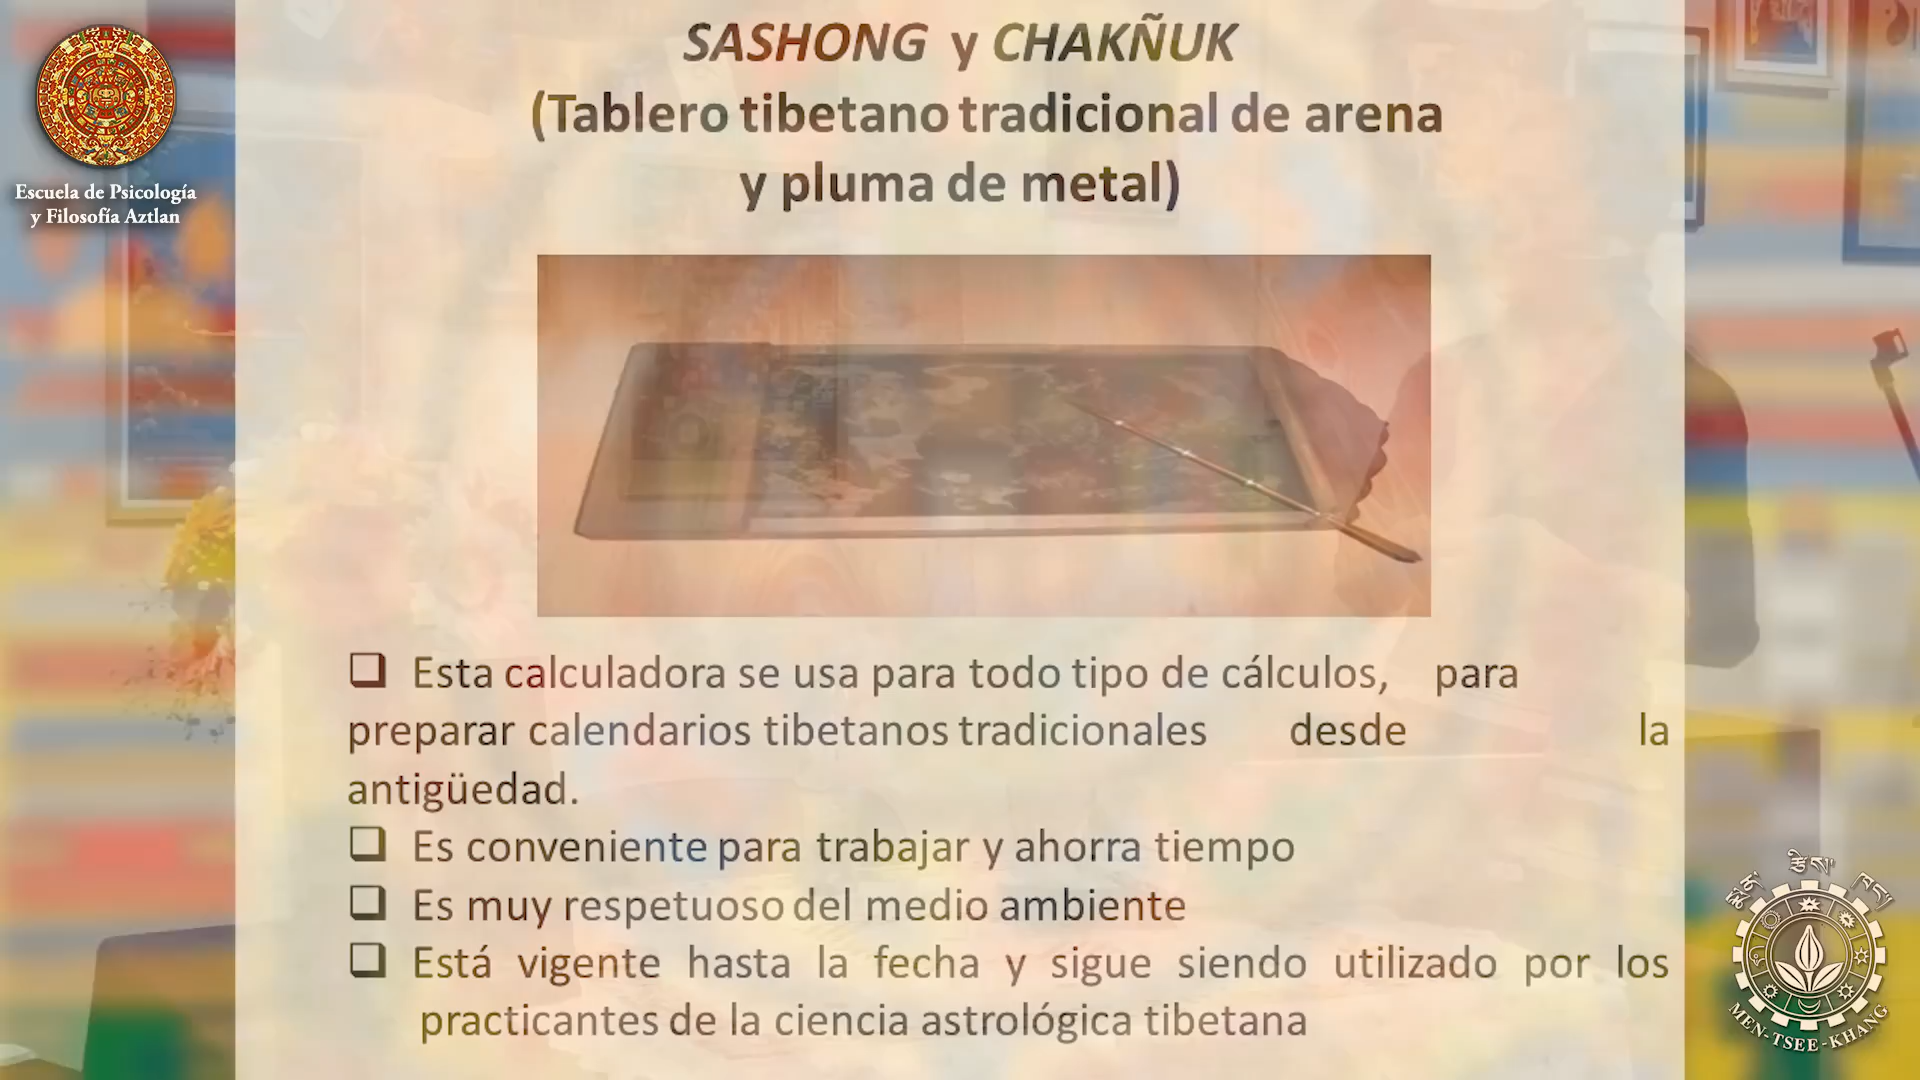 SASHONG y CHAKÑUK
(Tablero tibetano tradicional de arena
y pluma de metal)
Escuela de Psicología
y Filosofía Aztlan
Esta calculadora se usa para todo tipo de cálculos, para
preparar calendarios tibetanos tradicionales desde la
antigüedad.
Es conveniente para trabajar y ahorra tiempo
Es muy respetuoso del medio ambiente
Está vigente hasta la fecha y sigue siendo utilizado por los
practicantes de la ciencia astrológica tibetana
MEN-TSEE-KHANG